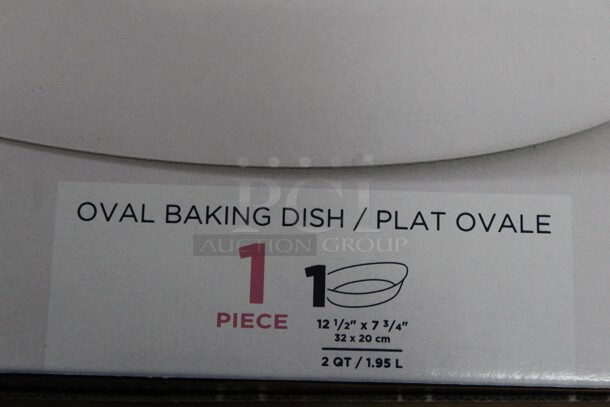 OVAL BAKING DISH / PLAT OVALE
PCI
AUCTION GROUP
1
PIECE
1
12 1/2" x 7 3/4"
32 x 20 cm
2 QT / 1.95 L